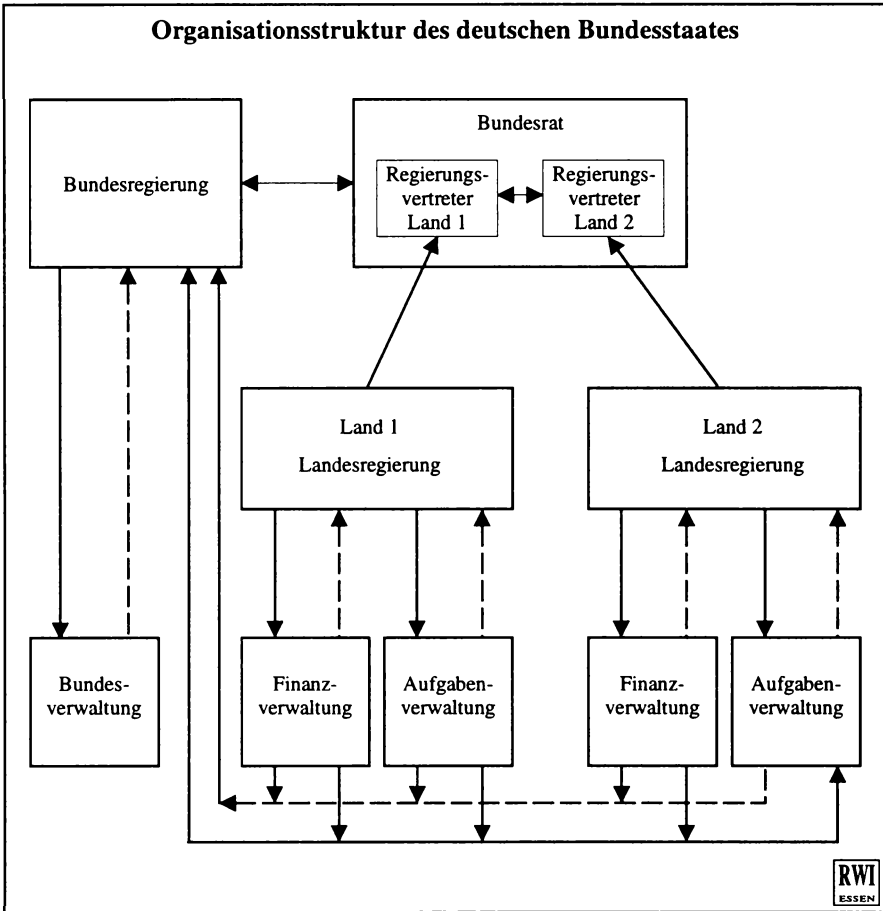 Organisationsstruktur des deutschen Bundesstaates
Bundesregierung
Bundesrat
Regierungs-
vertreter
Land 1
Regierungs-
vertreter
Land 2
Land 1
Landesregierung
Land 2
Landesregierung
Bundes-
verwaltung
Finanz-
verwaltung
Aufgaben-
verwaltung
Finanz-
verwaltung
Aufgaben-
verwaltung
RWI
ESSEN